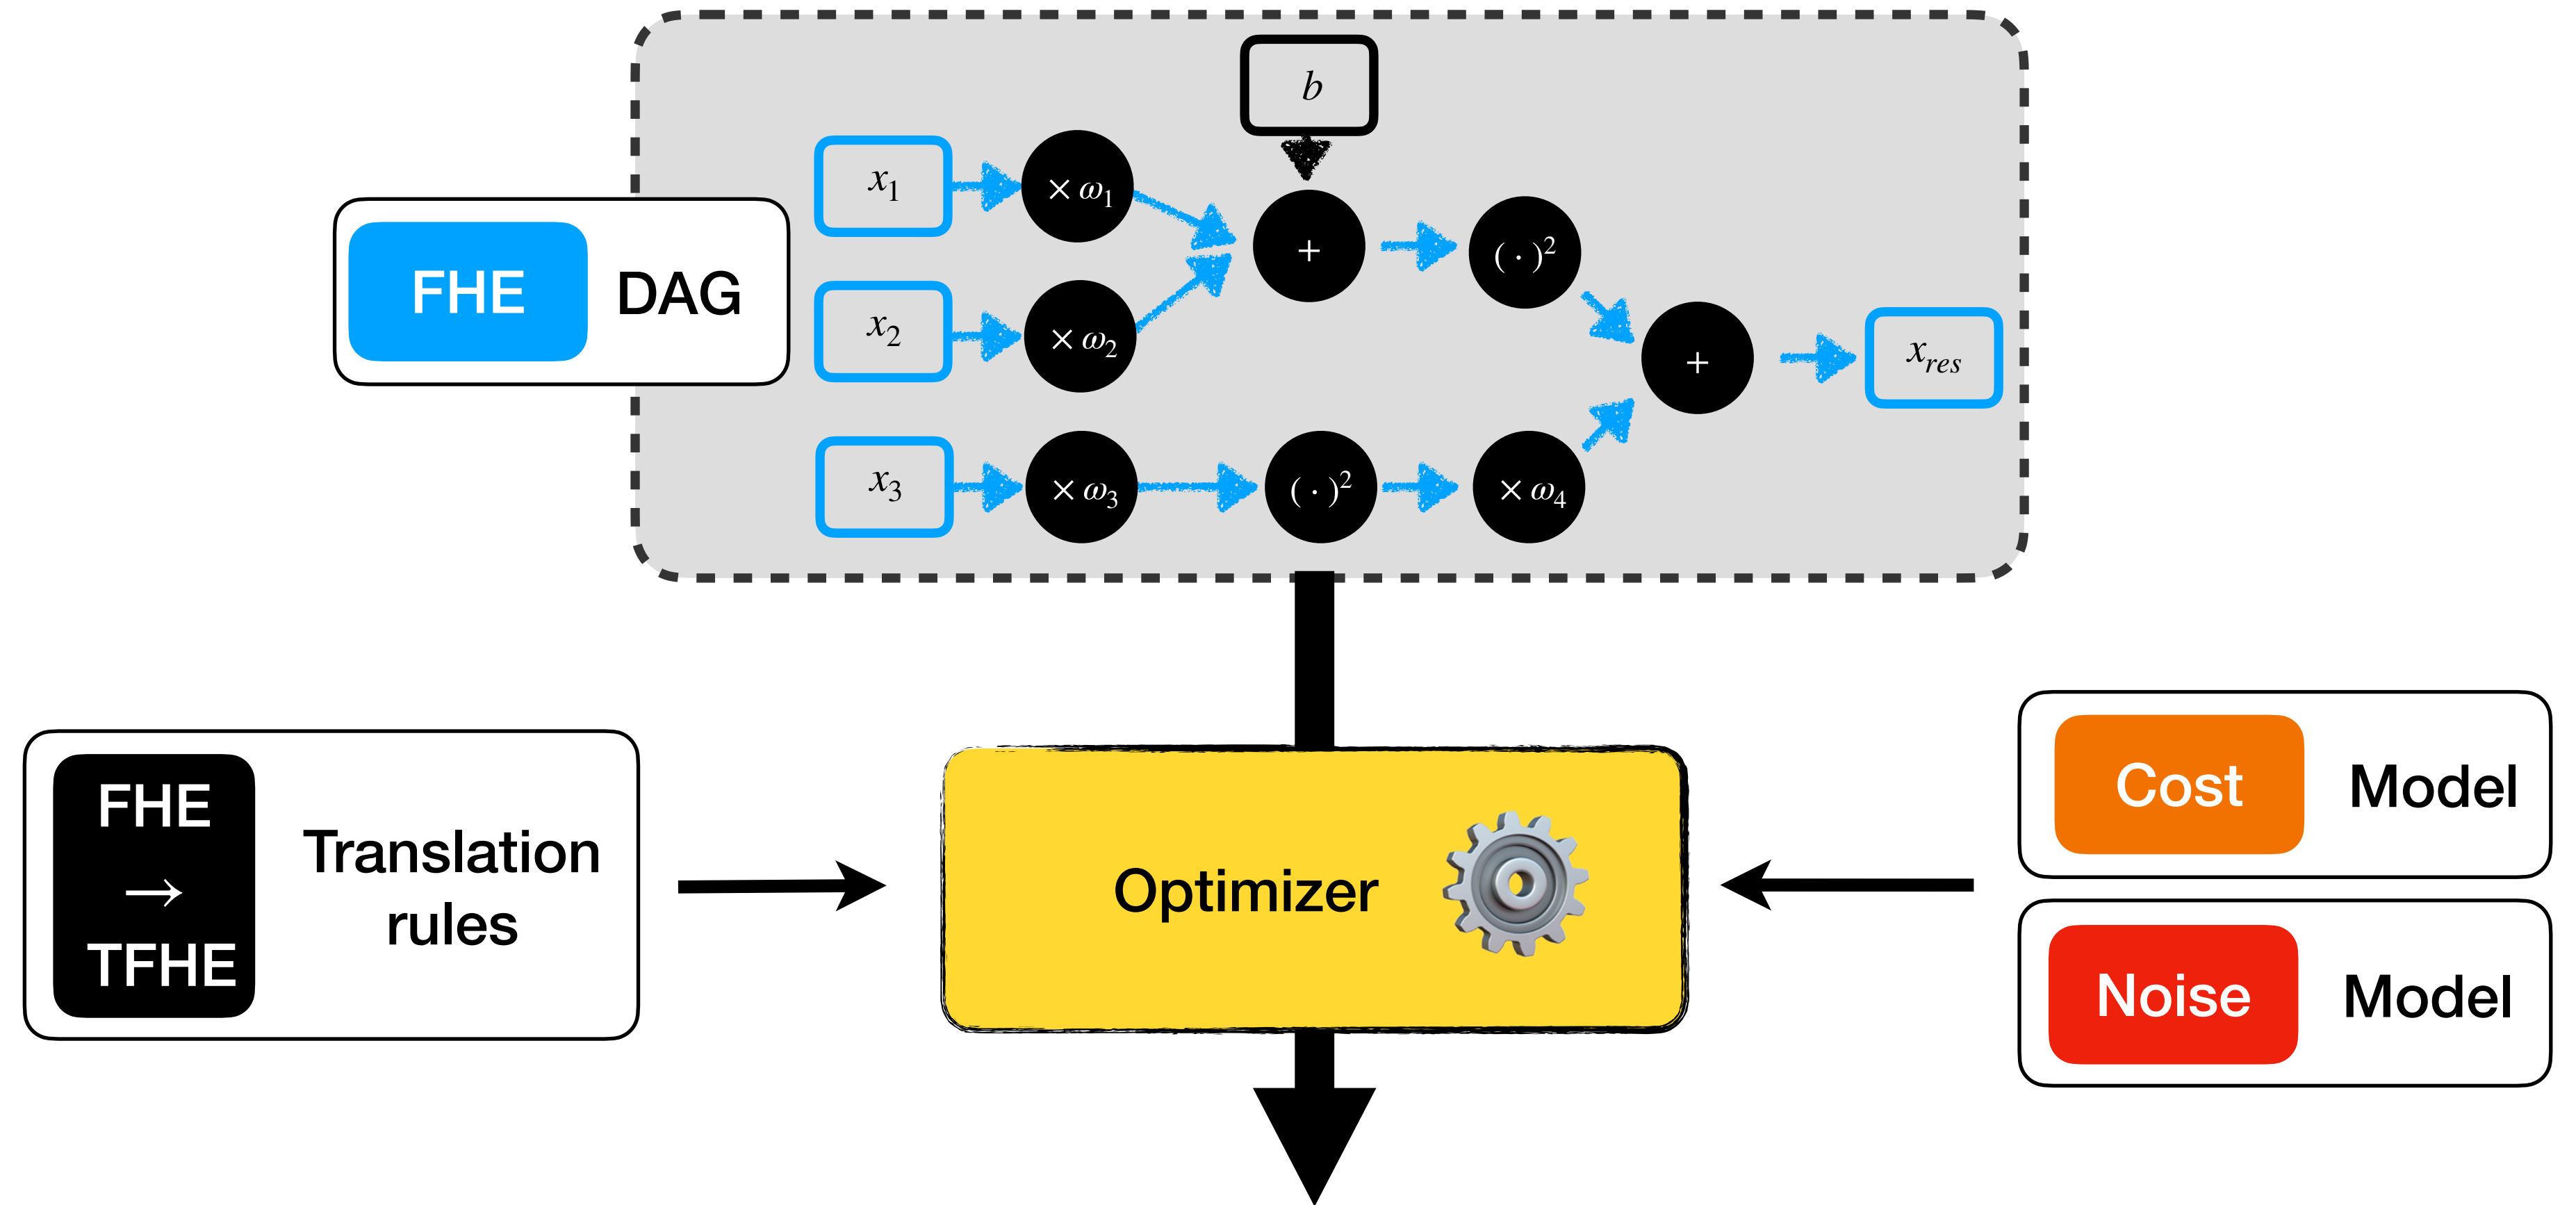 b
x₁
× ω₁
+
( · )²
FHE DAG
x₂
× ω₂
+
x_res
x₃
× ω₃
( · )²
× ω₄
FHE
→
TFHE
Translation
rules
Optimizer
Cost Model
Noise Model